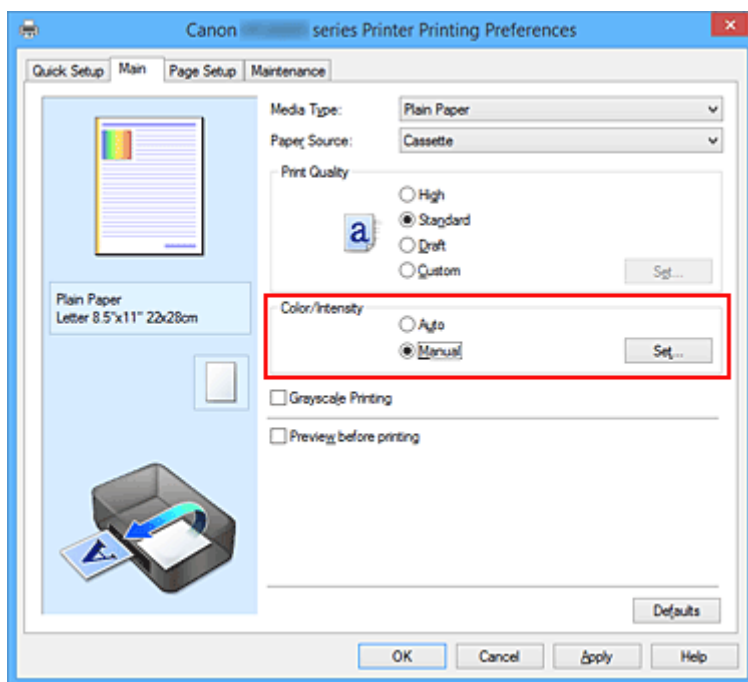 Canon series Printer Printing Preferences
Quick Setup Main Page Setup Maintenance
Media Type: Plain Paper
Paper Source: Cassette
Print Quality
High
Standard
Draft
Custom Set...
Plain Paper
Letter 8.5"x11" 22x28cm
Color/Intensity
Auto
Manual Set...
Grayscale Printing
Preview before printing
Defaults
OK Cancel Apply Help